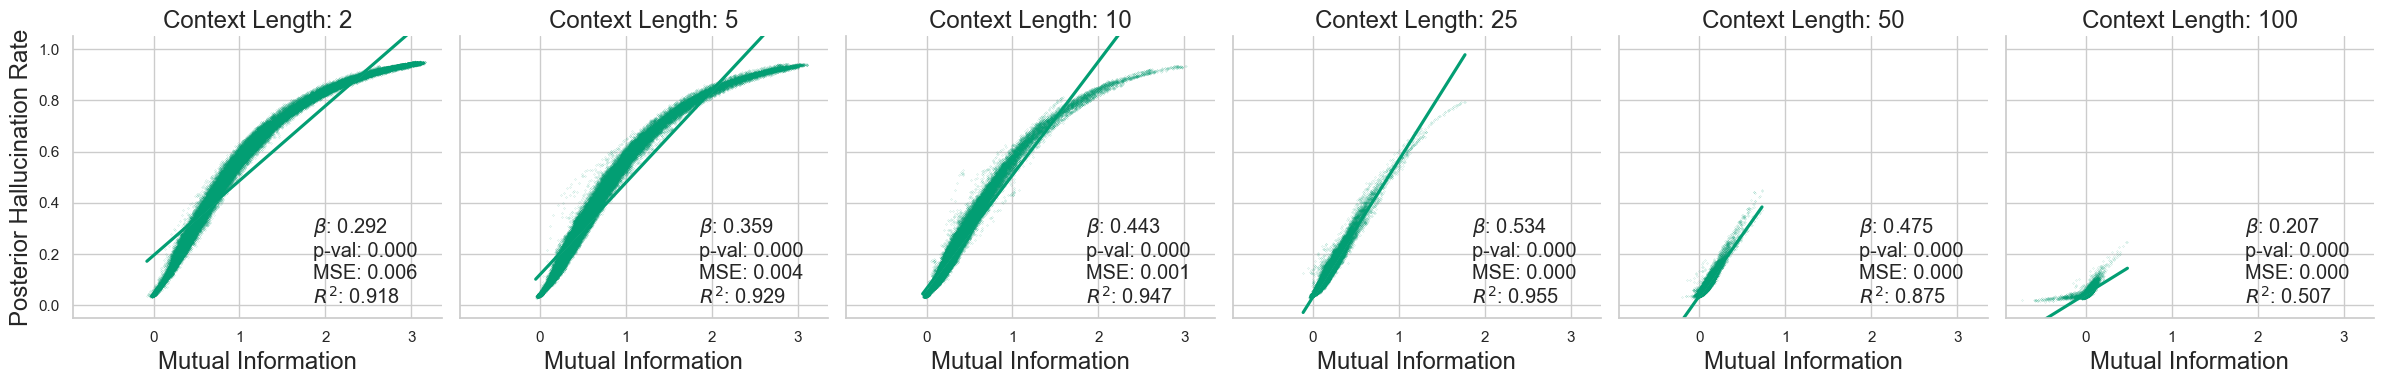 Context Length: 2
Context Length: 5
Context Length: 10
Context Length: 25
Context Length: 50
Context Length: 100
Posterior Hallucination Rate
1.0
0.8
0.6
0.4
0.2
0.0
β: 0.292
p-val: 0.000
MSE: 0.006
R²: 0.918
β: 0.359
p-val: 0.000
MSE: 0.004
R²: 0.929
β: 0.443
p-val: 0.000
MSE: 0.001
R²: 0.947
β: 0.534
p-val: 0.000
MSE: 0.000
R²: 0.955
β: 0.475
p-val: 0.000
MSE: 0.000
R²: 0.875
β: 0.207
p-val: 0.000
MSE: 0.000
R²: 0.507
0 1 2 3
0 1 2 3
0 1 2 3
0 1 2 3
0 1 2 3
0 1 2 3
Mutual Information
Mutual Information
Mutual Information
Mutual Information
Mutual Information
Mutual Information